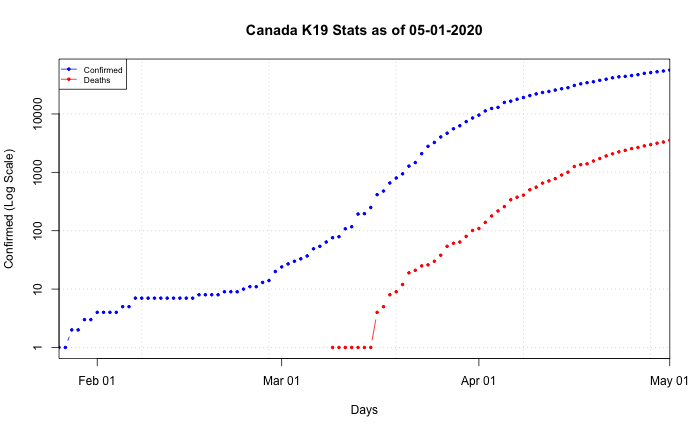 Canada K19 Stats as of 05-01-2020
Confirmed
Deaths
Confirmed (Log Scale)
10000
1000
100
10
1
Feb 01
Mar 01
Apr 01
May 01
Days